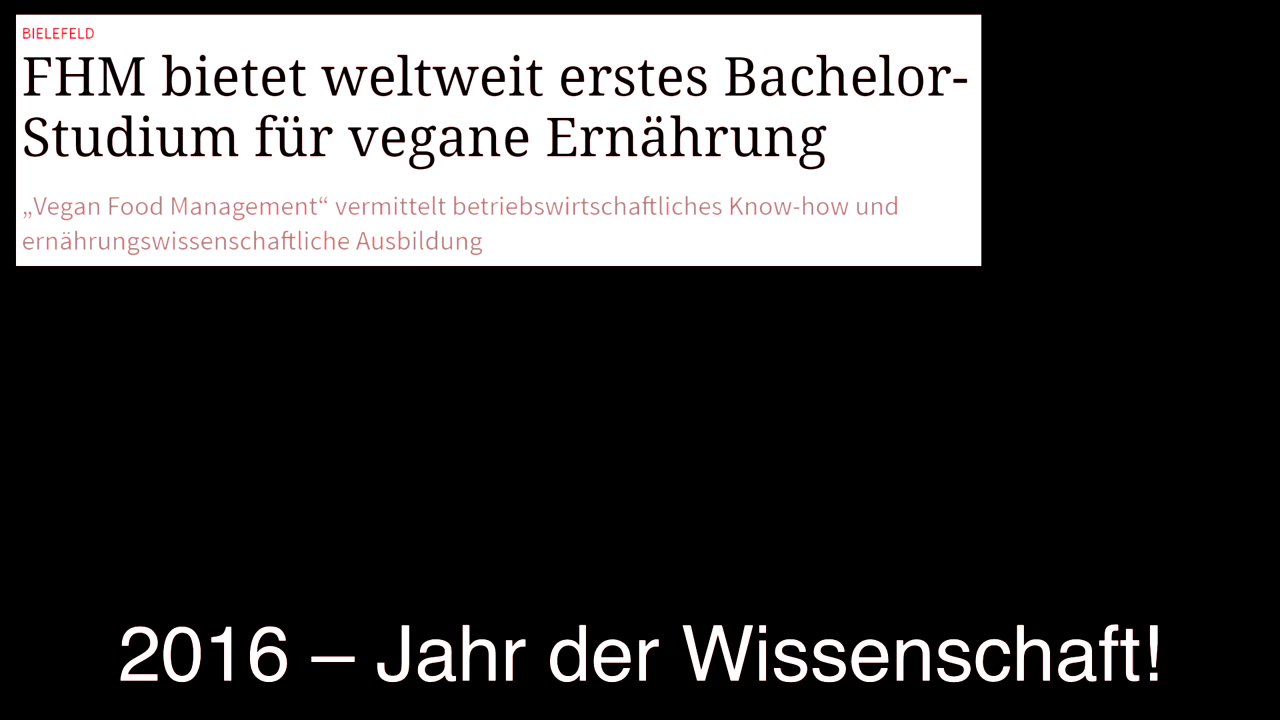 BIELEFELD
FHM bietet weltweit erstes Bachelor-
Studium für vegane Ernährung
„Vegan Food Management“ vermittelt betriebswirtschaftliches Know-how und
ernährungswissenschaftliche Ausbildung
2016 – Jahr der Wissenschaft!